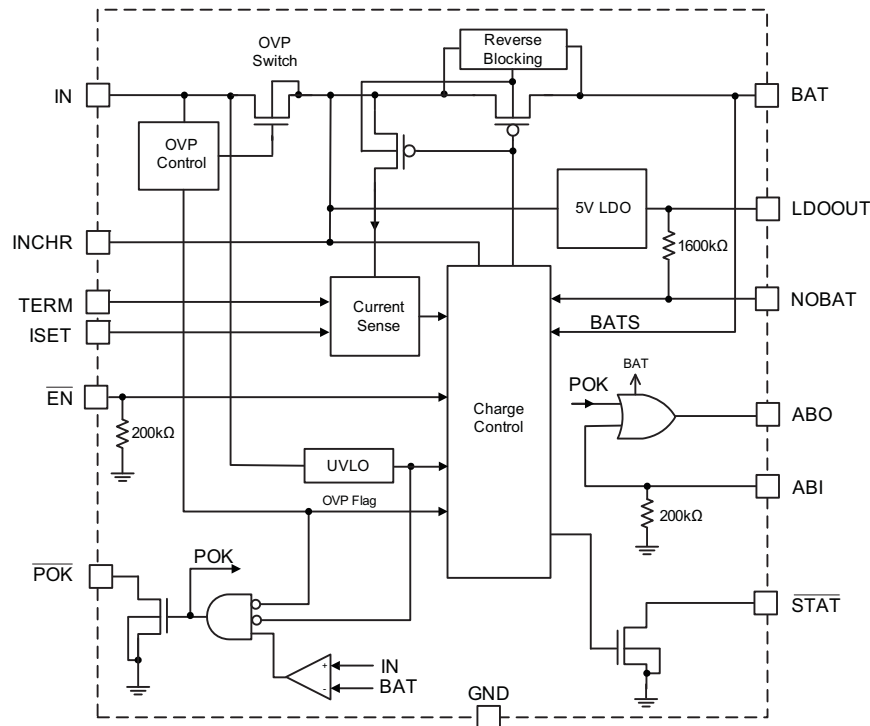 OVP
Switch
Reverse
Blocking
IN
BAT
OVP
Control
5V LDO
LDOOUT
1600kΩ
INCHR
TERM
ISET
Current
Sense
NOBAT
BATS
BAT
POK
EN
200kΩ
Charge
Control
ABO
UVLO
ABI
OVP Flag
200kΩ
POK
POK
STAT
+
IN
-
BAT
GND